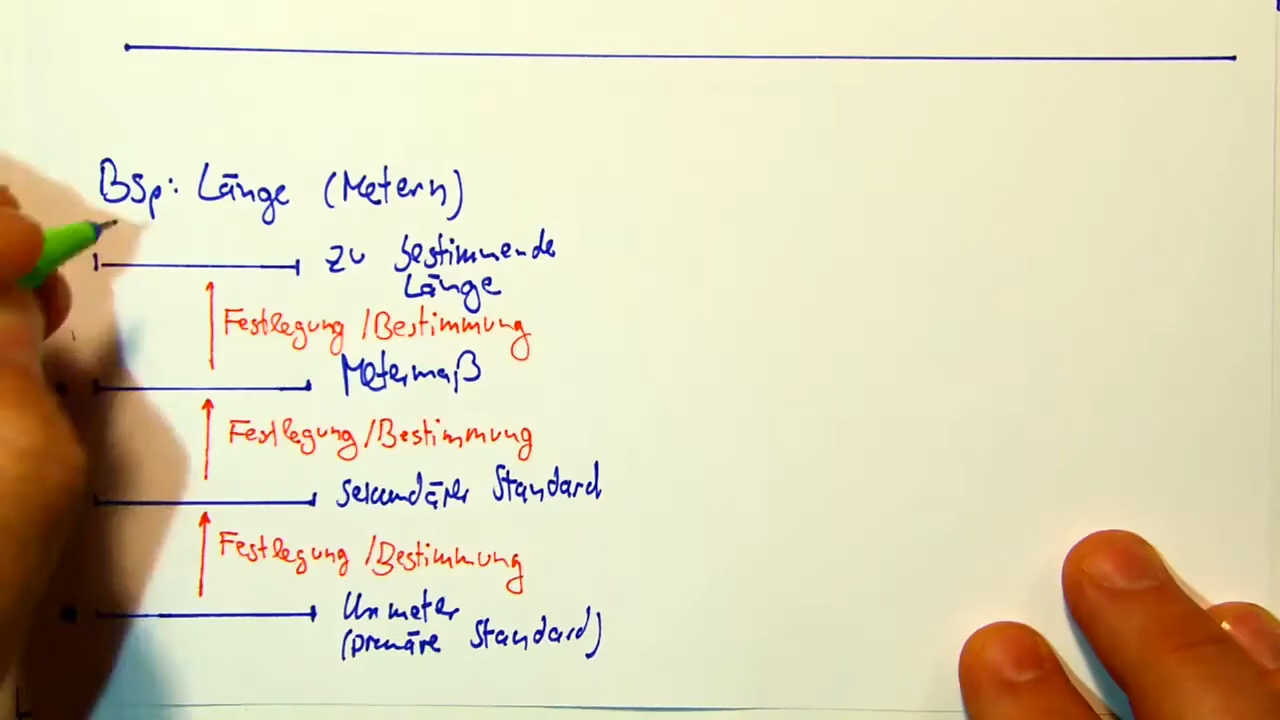 Bsp: Länge (Metern)
zu bestimmende
Länge
Festlegung /Bestimmung
Metermaß
Festlegung /Bestimmung
sekundärer Standard
Festlegung /Bestimmung
Urmeter
(primäre Standard)